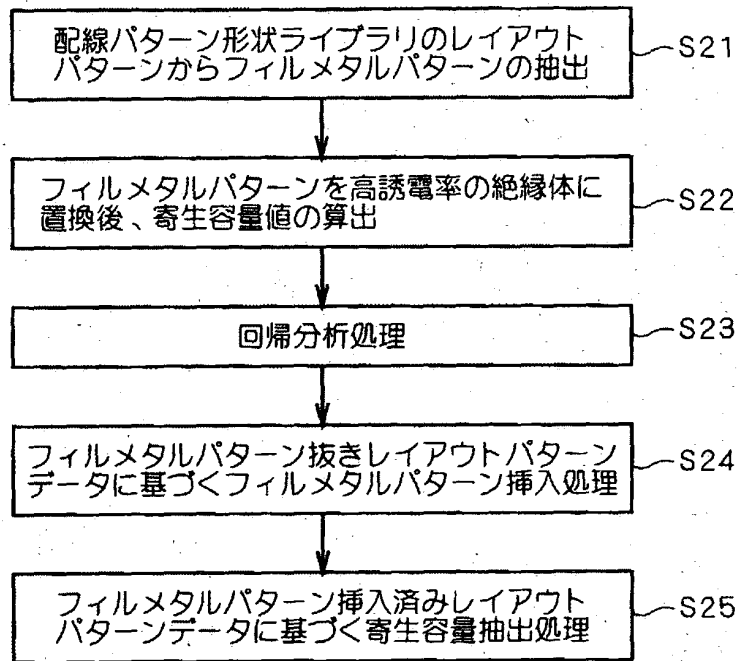 配線パターン形状ライブラリのレイアウト
パターンからフィルメタルパターンの抽出
S21
フィルメタルパターンを高誘電率の絶縁体に
置換後、寄生容量値の算出
S22
回帰分析処理
S23
フィルメタルパターン抜きレイアウトパターン
データに基づくフィルメタルパターン挿入処理
S24
フィルメタルパターン挿入済みレイアウト
パターンデータに基づく寄生容量抽出処理
S25